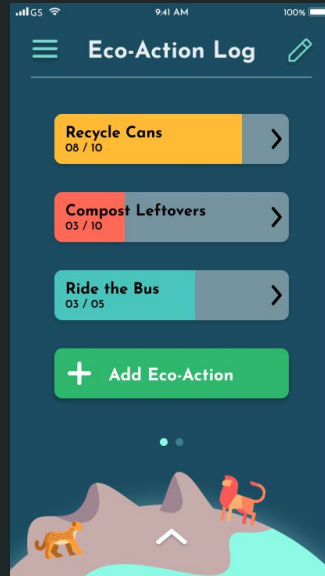 GS
9:41 AM
100%
Eco-Action Log
Recycle Cans
08 / 10
Compost Leftovers
03 / 10
Ride the Bus
03 / 05
+ Add Eco-Action